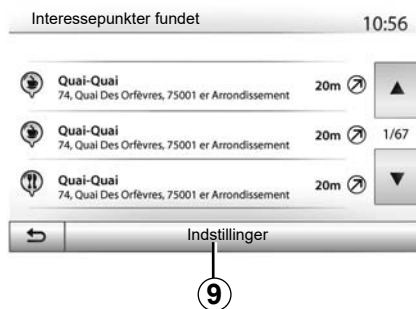 Interessepunkter fundet 10:56
Quai-Quai
74, Quai Des Orfèvres, 75001 er Arrondissement 20m
Quai-Quai
74, Quai Des Orfèvres, 75001 er Arrondissement 20m
1/67
Quai-Quai
74, Quai Des Orfèvres, 75001 er Arrondissement 20m
Indstillinger
9